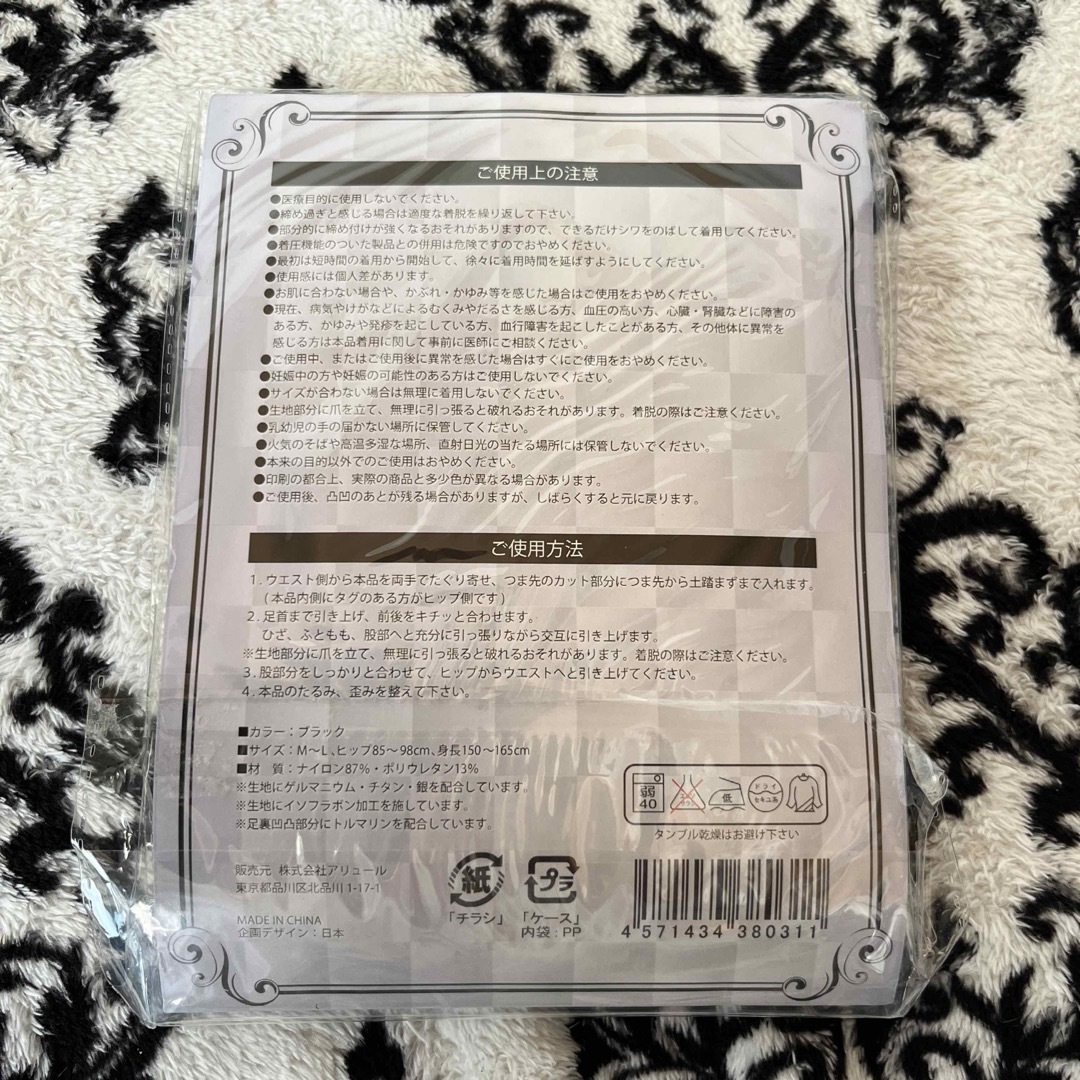 ご使用上の注意
●医療目的に使用しないでください。
●締め過ぎと感じる場合は適度な着脱を繰り返して下さい。
●部分的に締め付けが強くなるおそれがありますので、できるだけシワをのばして着用してください。
●着圧機能のついた製品との併用は危険ですのでおやめください。
●最初は短時間の着用から開始して、徐々に着用時間を延ばすようにしてください。
●使用感には個人差があります。
●お肌に合わない場合や、かぶれ・かゆみ等を感じた場合はご使用をおやめください。
●現在、病気やけがなどによるむくみやだるさを感じる方、血圧の高い方、心臓・腎臓などに障害の
ある方、かゆみや発疹を起こしている方、血行障害を起こしたことがある方、その他体に異常を
感じる方は本品着用に関して事前に医師にご相談ください。
●ご使用中、またはご使用後に異常を感じた場合はすぐにご使用をおやめください。
●妊娠中の方や妊娠の可能性のある方はご使用しないでください。
●サイズが合わない場合は無理に着用しないでください。
●生地部分に爪を立て、無理に引っ張ると破れるおそれがあります。着脱の際はご注意ください。
●乳幼児の手の届かない場所に保管してください。
●火気のそばや高温多湿な場所、直射日光の当たる場所には保管しないでください。
●本来の目的以外でのご使用はおやめください。
●印刷の都合上、実際の商品と多少色が異なる場合があります。
●ご使用後、凸凹のあとが残る場合がありますが、しばらくすると元に戻ります。
ご使用方法
1. ウエスト側から本品を両手でたぐり寄せ、つま先のカット部分につま先から土踏まずまで入れます。
(本品内側にタグのある方がヒップ側です)
2. 足首まで引き上げ、前後をキチッと合わせます。
ひざ、ふともも、股部へと充分に引っ張りながら交互に引き上げます。
※生地部分に爪を立て、無理に引っ張ると破れるおそれがあります。着脱の際はご注意ください。
3. 股部分をしっかりと合わせて、ヒップからウエストへと引き上げてください。
4. 本品のたるみ、歪みを整えて下さい。
■カラー：ブラック
■サイズ：M～L、ヒップ85～98cm、身長150～165cm
■材　質：ナイロン87%・ポリウレタン13%
※生地にゲルマニウム・チタン・銀を配合しています。
※生地にイソフラボン加工を施しています。
※足裏凹凸部分にトルマリンを配合しています。
弱 40 低 ドライ セキユ系
タンブル乾燥はお避け下さい
販売元 株式会社アリュール
東京都品川区北品川 1-17-1
MADE IN CHINA
企画デザイン：日本
紙
「チラシ」
プラ
「ケース」
内袋：PP
4 571434 380311